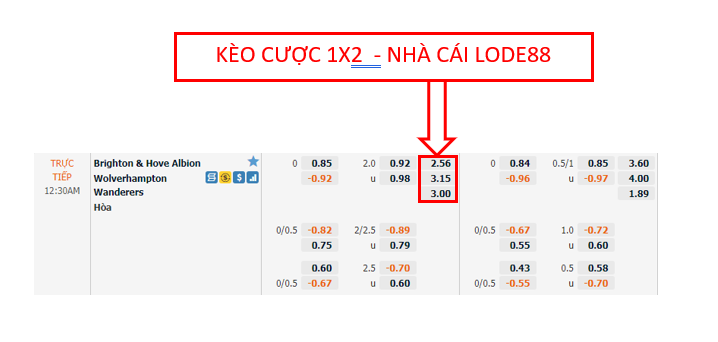 KÈO CƯỢC 1X2 - NHÀ CÁI LODE88
TRỰC Brighton & Hove Albion 0 0.85 2.0 0.92 2.56 0 0.84 0.5/1 0.85 3.60
TIẾP Wolverhampton -0.92 u 0.98 3.15 -0.96 u -0.97 4.00
12:30AM Wanderers 3.00 1.89
Hòa
0/0.5 -0.82 2/2.5 -0.89 0/0.5 -0.67 1.0 -0.72
0.75 u 0.79 0.55 u 0.60
0.60 2.5 -0.70 0.43 0.5 0.58
0/0.5 -0.67 u 0.60 0/0.5 -0.55 u -0.70